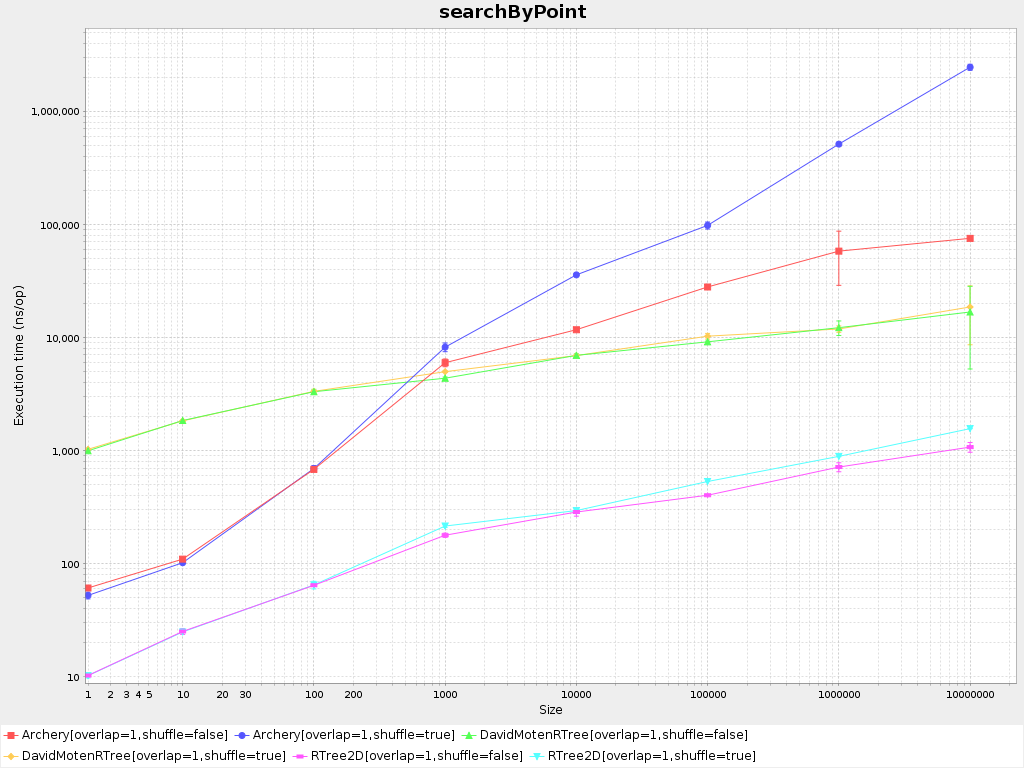 searchByPoint
Execution time (ns/op)
1,000,000
100,000
10,000
1,000
100
10
1 2 3 4 5 10 20 30 100 200 1000 10000 100000 1000000 10000000
Size
Archery[overlap=1,shuffle=false] Archery[overlap=1,shuffle=true] DavidMotenRTree[overlap=1,shuffle=false]
DavidMotenRTree[overlap=1,shuffle=true] RTree2D[overlap=1,shuffle=false] RTree2D[overlap=1,shuffle=true]